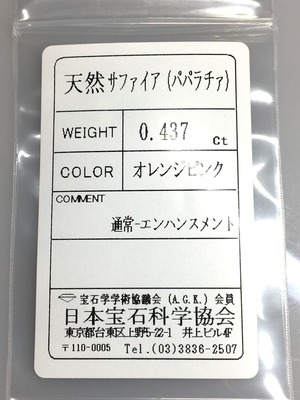 天然サファイア(パパラチァ)
WEIGHT 0.437 Ct
COLOR オレンジピンク
COMMENT
通常-エンハンスメント
宝石学学術協議会 (A.G.K.) 会員
日本宝石科学協会
東京都台東区上野5-22-1 井上ビル4F
〒110-0005 Tel.(03)3836-2507